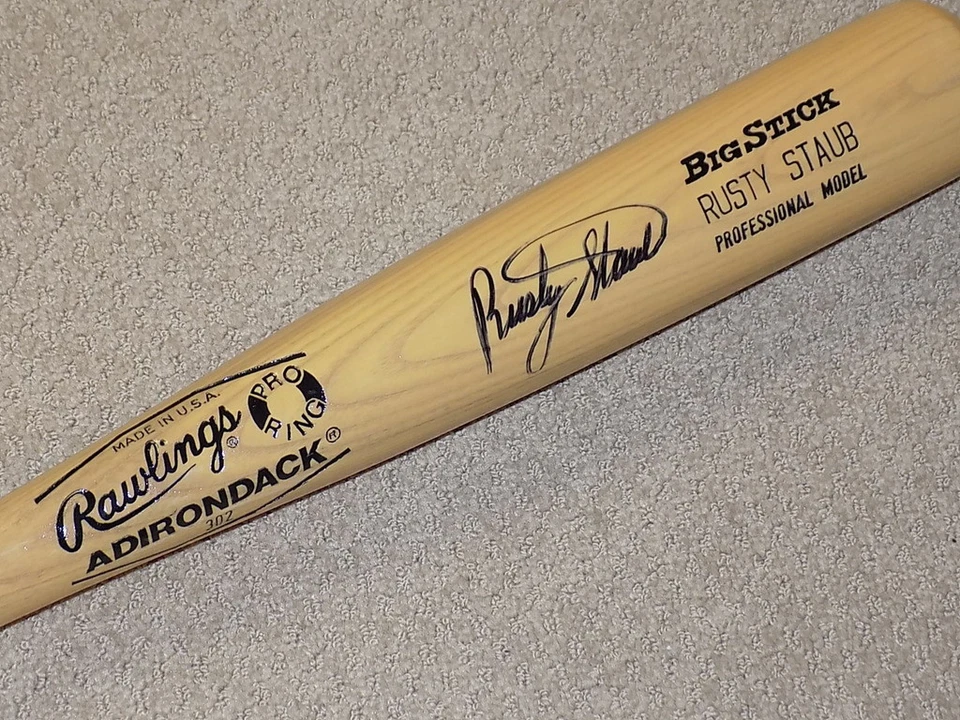 MADE IN U.S.A.
Rawlings®
PRO
RING
ADIRONDACK®
302
Rusty Staub
BIG STICK
RUSTY STAUB
PROFESSIONAL MODEL